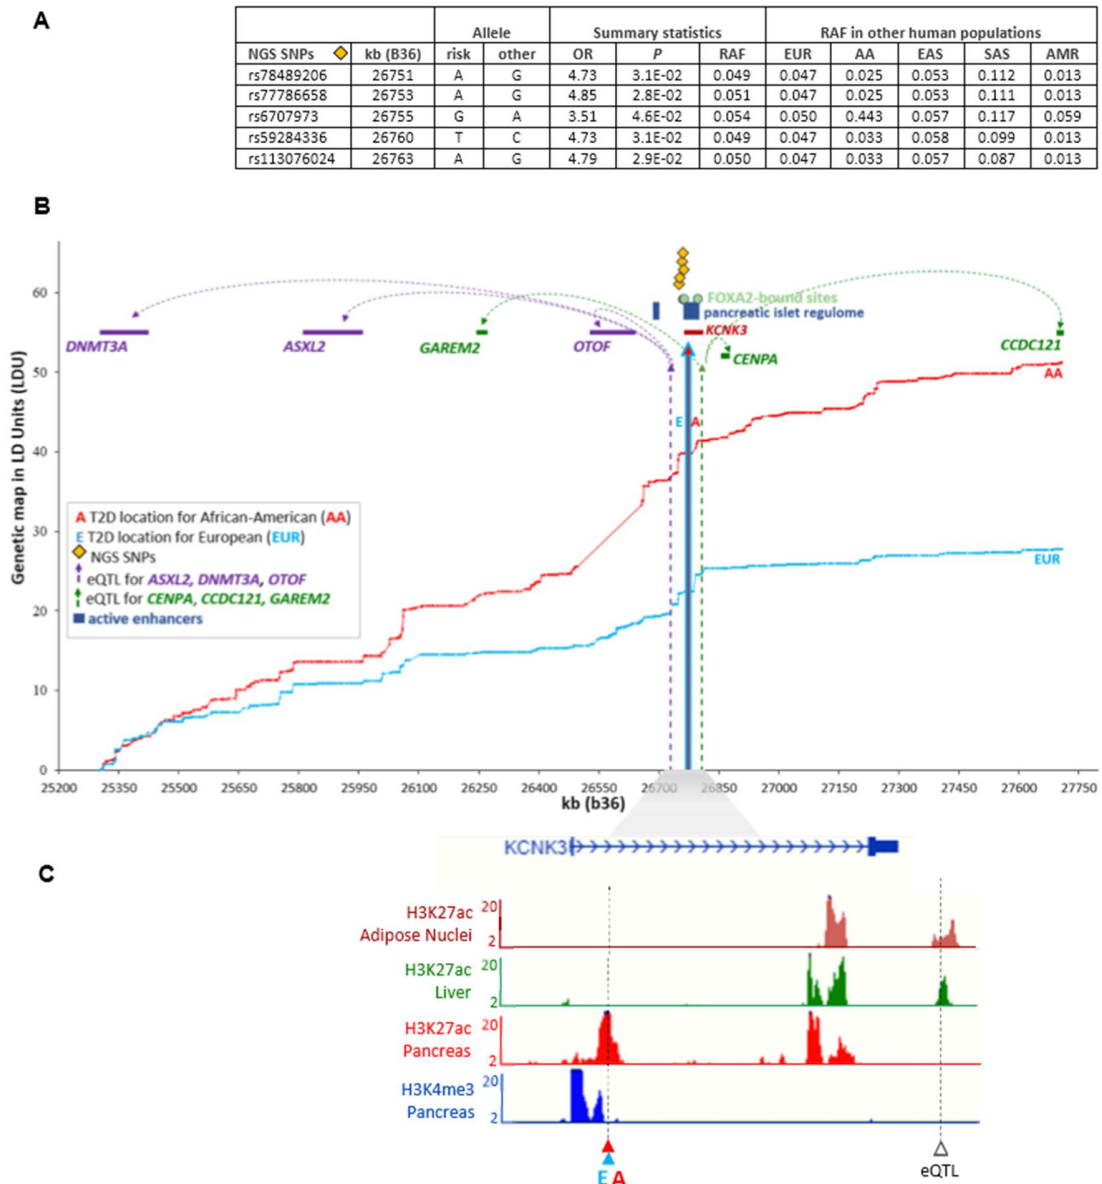 A
Allele Summary statistics RAF in other human populations
NGS SNPs kb (B36) risk other OR P RAF EUR AA EAS SAS AMR
rs78489206 26751 A G 4.73 3.1E-02 0.049 0.047 0.025 0.053 0.112 0.013
rs77786658 26753 A G 4.85 2.8E-02 0.051 0.047 0.025 0.053 0.111 0.013
rs6707973 26755 G A 3.51 4.6E-02 0.054 0.050 0.443 0.057 0.117 0.059
rs59284336 26760 T C 4.73 3.1E-02 0.049 0.047 0.033 0.058 0.099 0.013
rs113076024 26763 A G 4.79 2.9E-02 0.050 0.047 0.033 0.057 0.087 0.013
B
Genetic map in LD Units (LDU)
60
50
40
30
20
10
0
FOXA2-bound sites
pancreatic islet regulome
KCNK3
DNMT3A ASXL2 GAREM2 OTOF CENPA CCDC121
AA
E A
A T2D location for African-American (AA)
E T2D location for European (EUR)
NGS SNPs
eQTL for ASXL2, DNMT3A, OTOF
eQTL for CENPA, CCDC121, GAREM2
active enhancers
EUR
25200 25350 25500 25650 25800 25950 26100 26250 26400 26550 26700 26850 27000 27150 27300 27450 27600 27750
kb (b36)
KCNK3
C
H3K27ac 20
Adipose Nuclei 2
H3K27ac 20
Liver 2
H3K27ac 20
Pancreas 2
H3K4me3 20
Pancreas 2
E A
eQTL